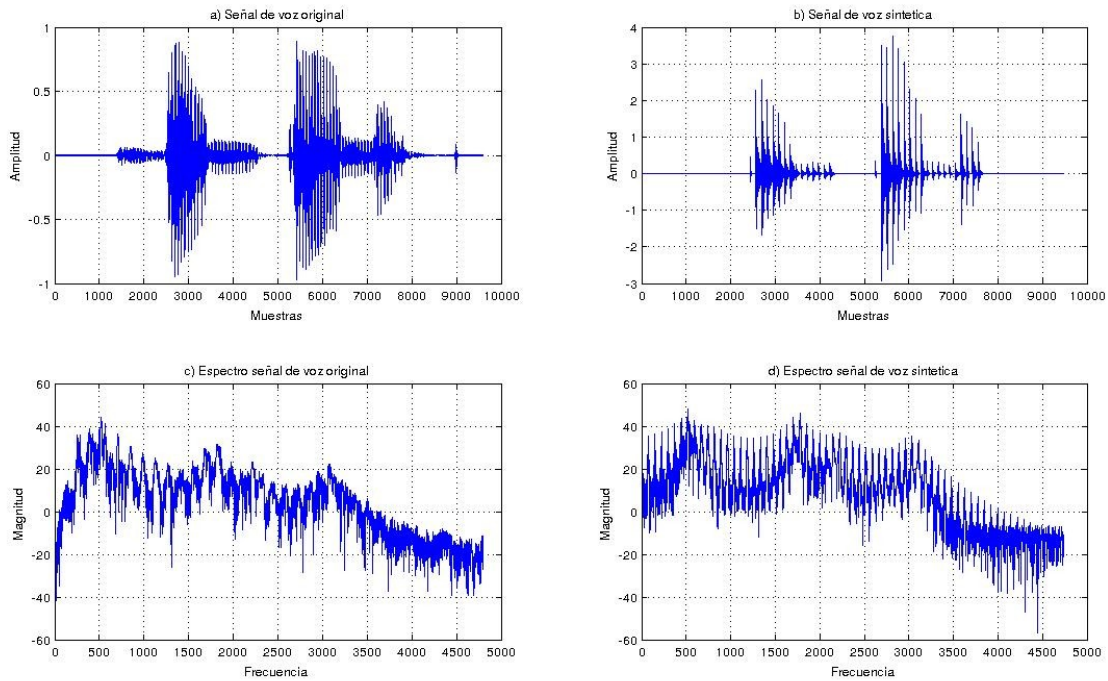 a) Señal de voz original
1
0.5
0
-0.5
-1
Amplitud
0 1000 2000 3000 4000 5000 6000 7000 8000 9000 10000
Muestras
b) Señal de voz sintetica
4
3
2
1
0
-1
-2
-3
Amplitud
0 1000 2000 3000 4000 5000 6000 7000 8000 9000 10000
Muestras
c) Espectro señal de voz original
60
40
20
0
-20
-40
-60
Magnitud
0 500 1000 1500 2000 2500 3000 3500 4000 4500 5000
Frecuencia
d) Espectro señal de voz sintetica
60
40
20
0
-20
-40
-60
Magnitud
0 500 1000 1500 2000 2500 3000 3500 4000 4500 5000
Frecuencia